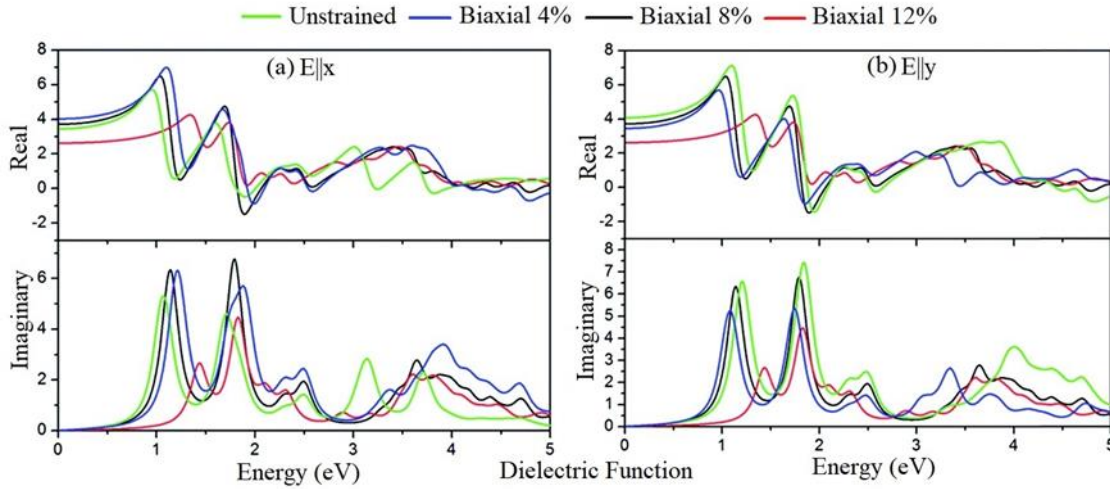 Unstrained Biaxial 4% Biaxial 8% Biaxial 12%
(a) E||x
Real
8
6
4
2
0
-2
Imaginary
6
4
2
0
0 1 2 3 4 5
Energy (eV)
(b) E||y
Real
8
6
4
2
0
-2
Imaginary
8
7
6
5
4
3
2
1
0
0 1 2 3 4 5
Energy (eV)
Dielectric Function